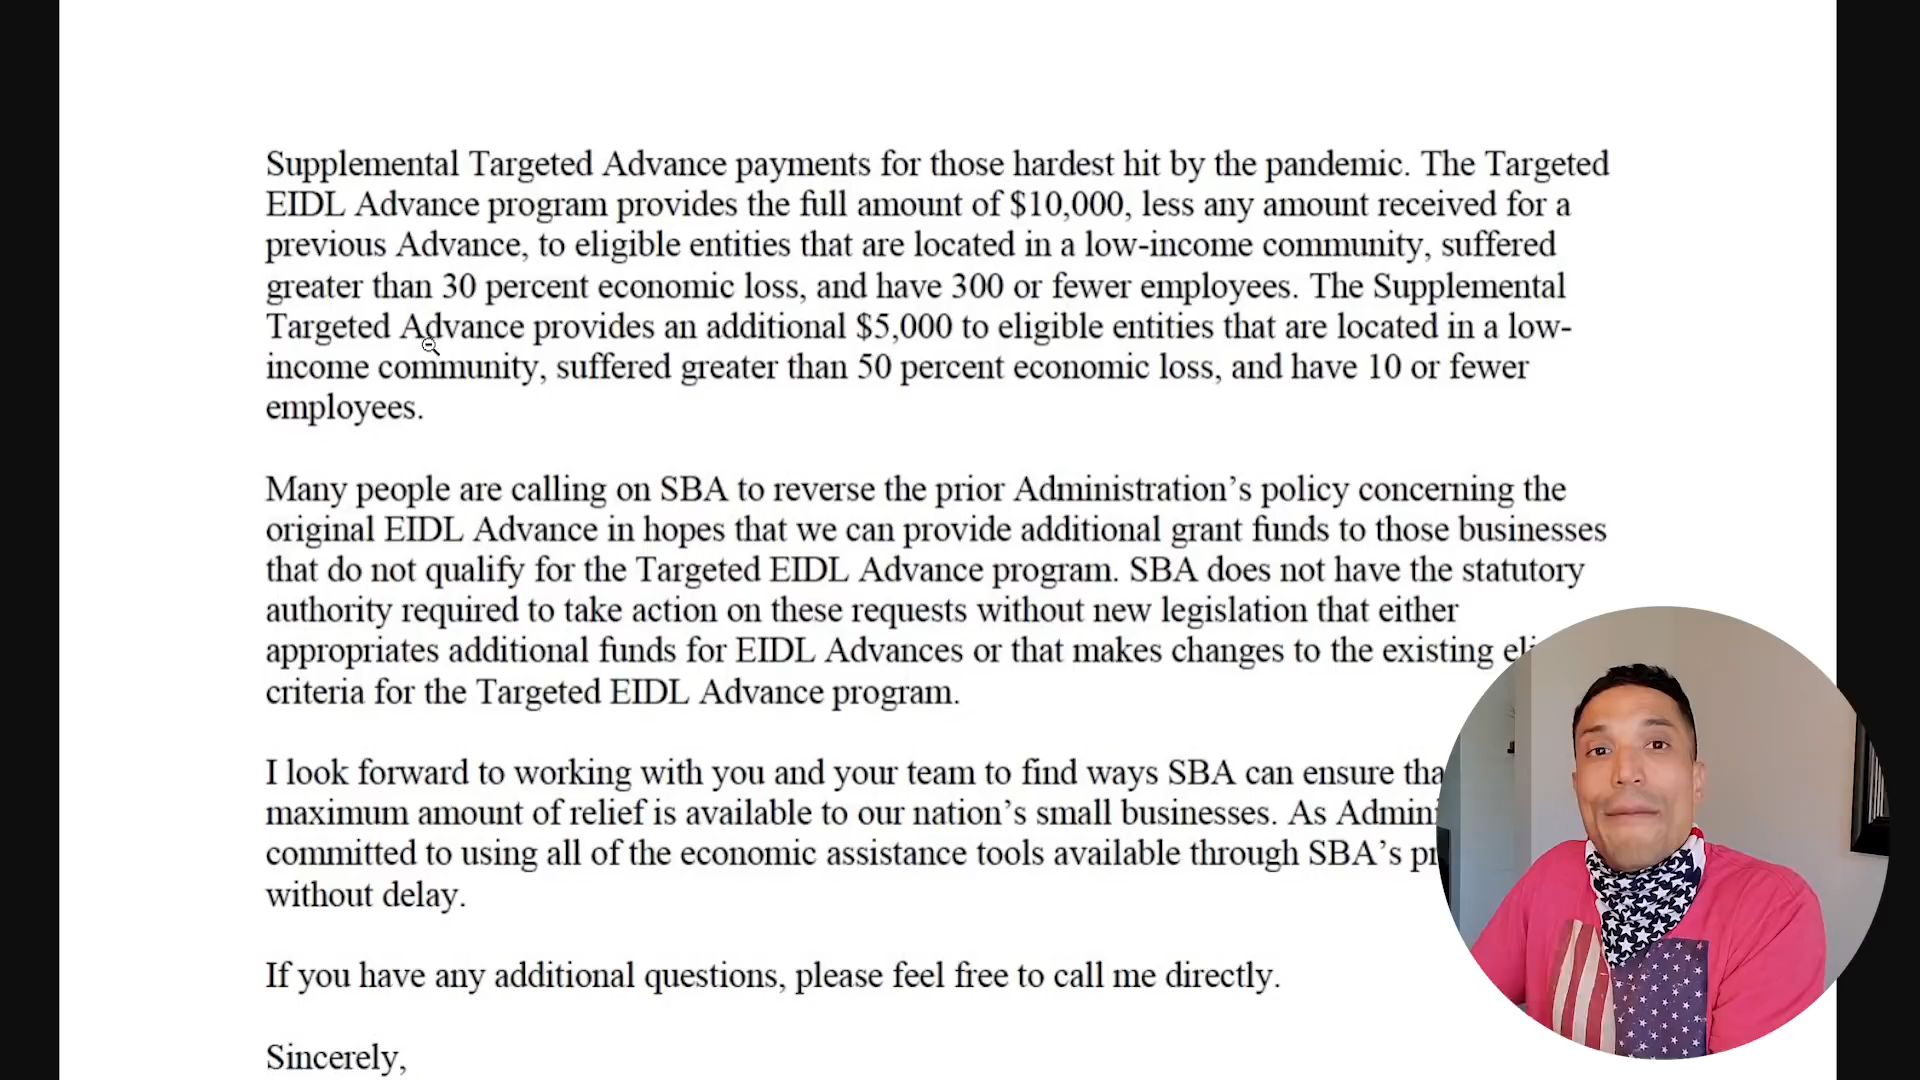 Supplemental Targeted Advance payments for those hardest hit by the pandemic. The Targeted
EIDL Advance program provides the full amount of $10,000, less any amount received for a
previous Advance, to eligible entities that are located in a low-income community, suffered
greater than 30 percent economic loss, and have 300 or fewer employees. The Supplemental
Targeted Advance provides an additional $5,000 to eligible entities that are located in a low-
income community, suffered greater than 50 percent economic loss, and have 10 or fewer
employees.
Many people are calling on SBA to reverse the prior Administration’s policy concerning the
original EIDL Advance in hopes that we can provide additional grant funds to those businesses
that do not qualify for the Targeted EIDL Advance program. SBA does not have the statutory
authority required to take action on these requests without new legislation that either
appropriates additional funds for EIDL Advances or that makes changes to the existing
criteria for the Targeted EIDL Advance program.
I look forward to working with you and your team to find ways SBA can ensure
maximum amount of relief is available to our nation’s small businesses. As
committed to using all of the economic assistance tools available through SBA’s
without delay.
If you have any additional questions, please feel free to call me directly.
Sincerely,